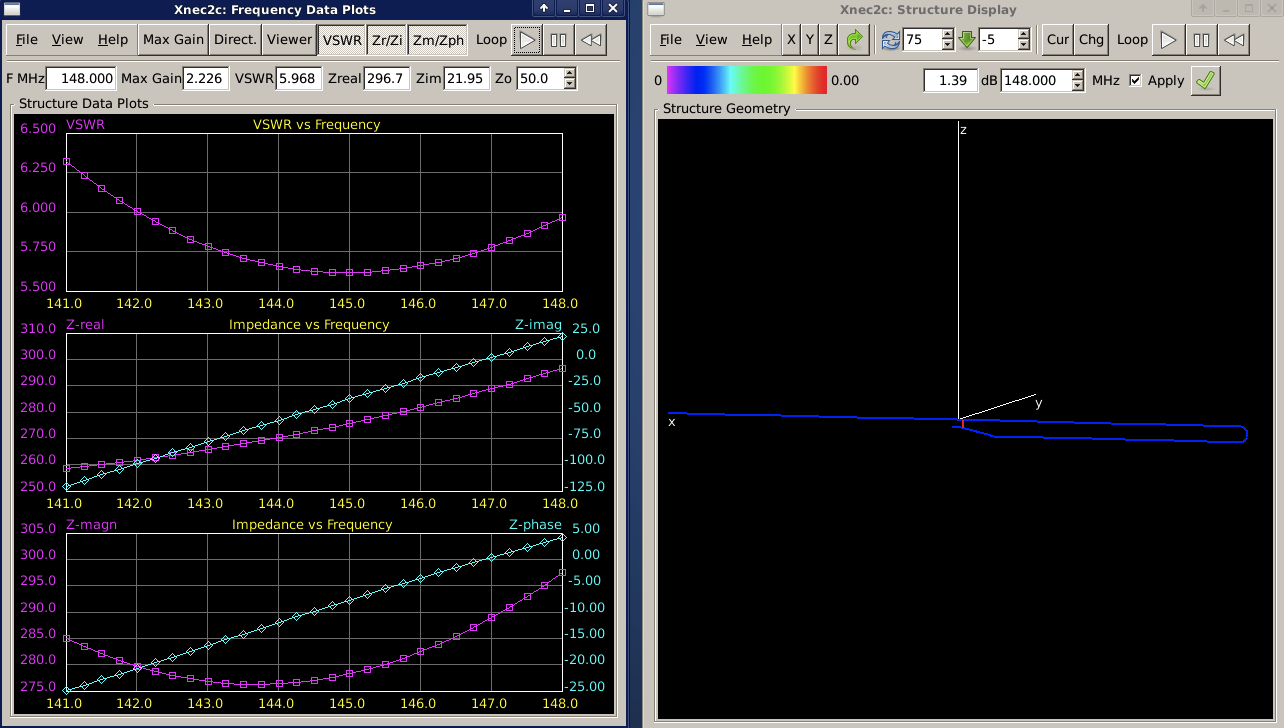 Xnec2c: Frequency Data Plots
File View Help Max Gain Direct. Viewer VSWR Zr/Zi Zm/Zph Loop
F MHz 148.000 Max Gain 2.226 VSWR 5.968 Zreal 296.7 Zim 21.95 Zo 50.0
Structure Data Plots
6.500 VSWR VSWR vs Frequency
6.250
6.000
5.750
5.500
141.0 142.0 143.0 144.0 145.0 146.0 147.0 148.0
310.0 Z-real Impedance vs Frequency Z-imag 25.0
300.0 0.0
290.0 -25.0
280.0 -50.0
270.0 -75.0
260.0 -100.0
250.0 -125.0
141.0 142.0 143.0 144.0 145.0 146.0 147.0 148.0
305.0 Z-magn Impedance vs Frequency Z-phase 5.00
300.0 0.00
295.0 -5.00
290.0 -10.00
285.0 -15.00
280.0 -20.00
275.0 -25.00
141.0 142.0 143.0 144.0 145.0 146.0 147.0 148.0
Xnec2c: Structure Display
File View Help X Y Z 75 -5 Cur Chg Loop
0 0.00 1.39 dB 148.000 MHz Apply
Structure Geometry
z
y
x